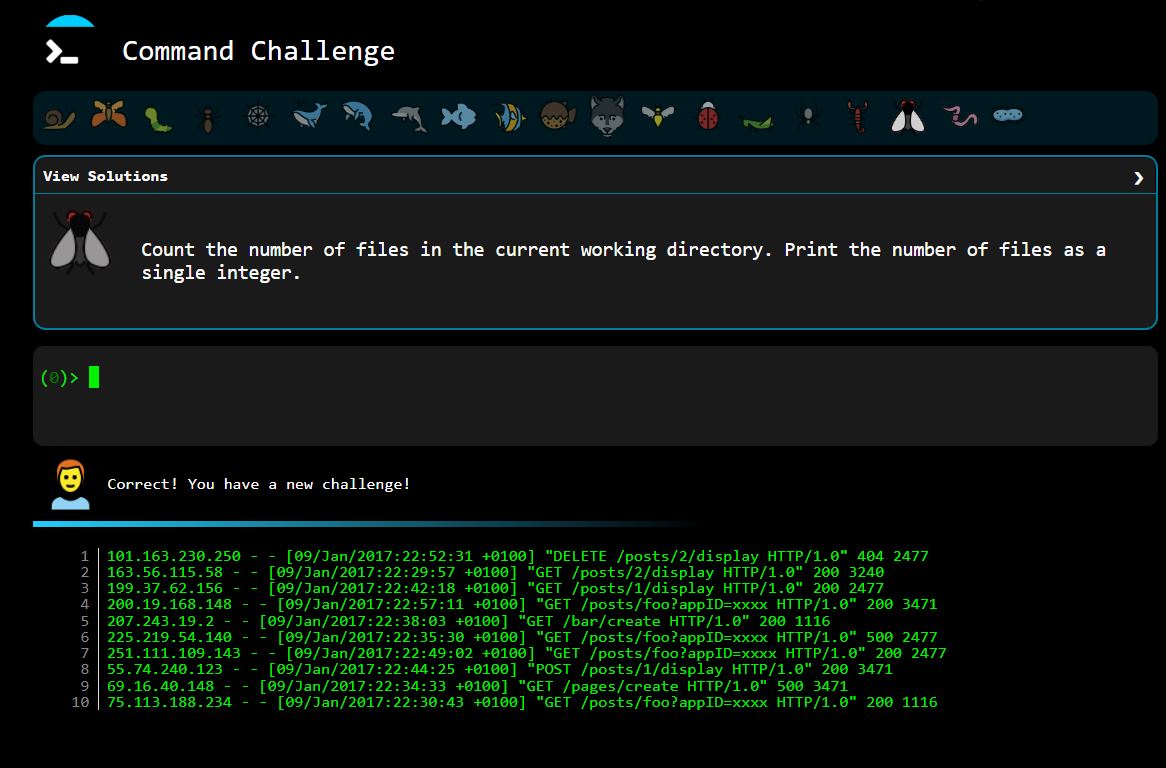 Command Challenge
View Solutions
Count the number of files in the current working directory. Print the number of files as a
single integer.
(0)>
Correct! You have a new challenge!
1 101.163.230.250 - - [09/Jan/2017:22:52:31 +0100] "DELETE /posts/2/display HTTP/1.0" 404 2477
2 163.56.115.58 - - [09/Jan/2017:22:29:57 +0100] "GET /posts/2/display HTTP/1.0" 200 3240
3 199.37.62.156 - - [09/Jan/2017:22:42:18 +0100] "GET /posts/1/display HTTP/1.0" 200 2477
4 200.19.168.148 - - [09/Jan/2017:22:57:11 +0100] "GET /posts/foo?appID=xxxx HTTP/1.0" 200 3471
5 207.243.19.2 - - [09/Jan/2017:22:38:03 +0100] "GET /bar/create HTTP/1.0" 200 1116
6 225.219.54.140 - - [09/Jan/2017:22:35:30 +0100] "GET /posts/foo?appID=xxxx HTTP/1.0" 500 2477
7 251.111.109.143 - - [09/Jan/2017:22:49:02 +0100] "GET /posts/foo?appID=xxxx HTTP/1.0" 200 2477
8 55.74.240.123 - - [09/Jan/2017:22:44:25 +0100] "POST /posts/1/display HTTP/1.0" 200 3471
9 69.16.40.148 - - [09/Jan/2017:22:34:33 +0100] "GET /pages/create HTTP/1.0" 500 3471
10 75.113.188.234 - - [09/Jan/2017:22:30:43 +0100] "GET /posts/foo?appID=xxxx HTTP/1.0" 200 1116